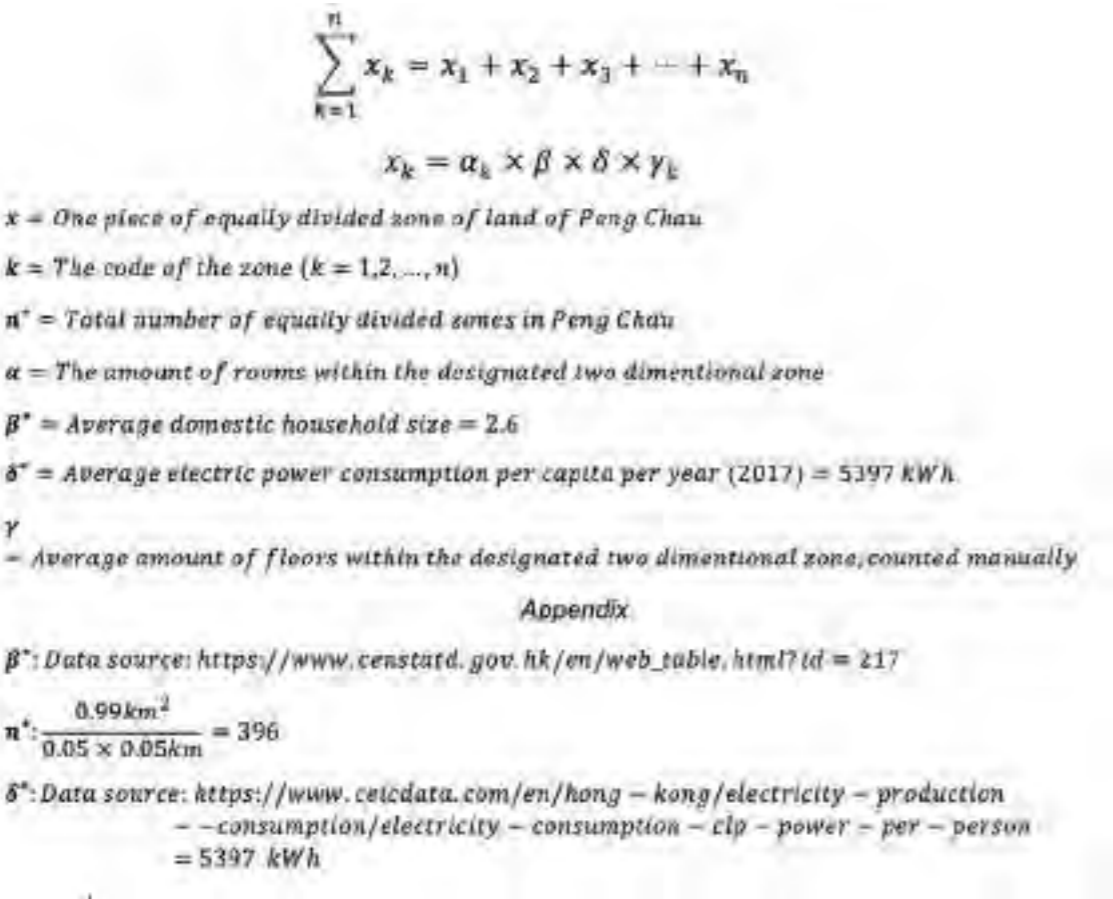 n
∑ x_k = x_1 + x_2 + x_3 + ⋯ + x_n
k=1
x_k = α_k × β × δ × γ_k
x = One piece of equally divided zone of land of Peng Chau
k = The code of the zone (k = 1,2, ..., n)
n* = Total number of equally divided zones in Peng Chau
α = The amount of rooms within the designated two dimentional zone
β* = Average domestic household size = 2.6
δ* = Average electric power consumption per capita per year (2017) = 5397 kWh
γ
= Average amount of floors within the designated two dimentional zone, counted manually
Appendix
β*: Data source: https://www.censtatd.gov.hk/en/web_table.html?id = 217
n*: 0.99km² / 0.05 × 0.05km = 396
δ*: Data source: https://www.ceicdata.com/en/hong – kong/electricity – production
– –consumption/electricity – consumption – clp – power – per – person
= 5397 kWh